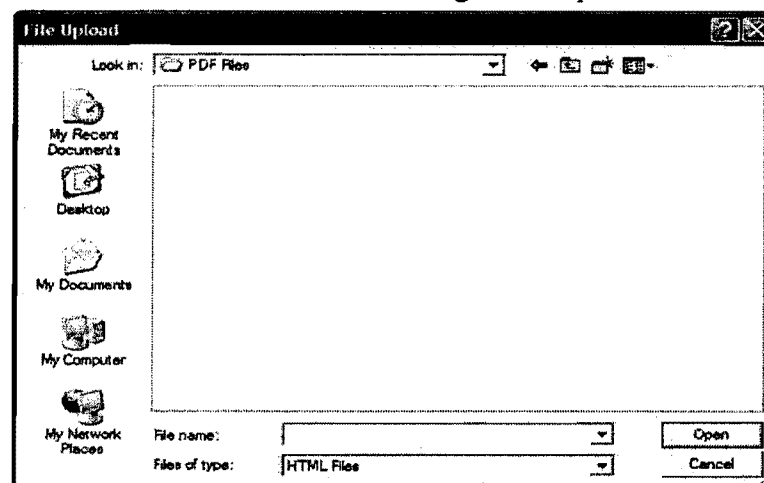 File Upload
Look in: PDF Files
My Recent
Documents
Desktop
My Documents
My Computer
My Network
Places
File name:
Open
Files of type: HTML Files
Cancel